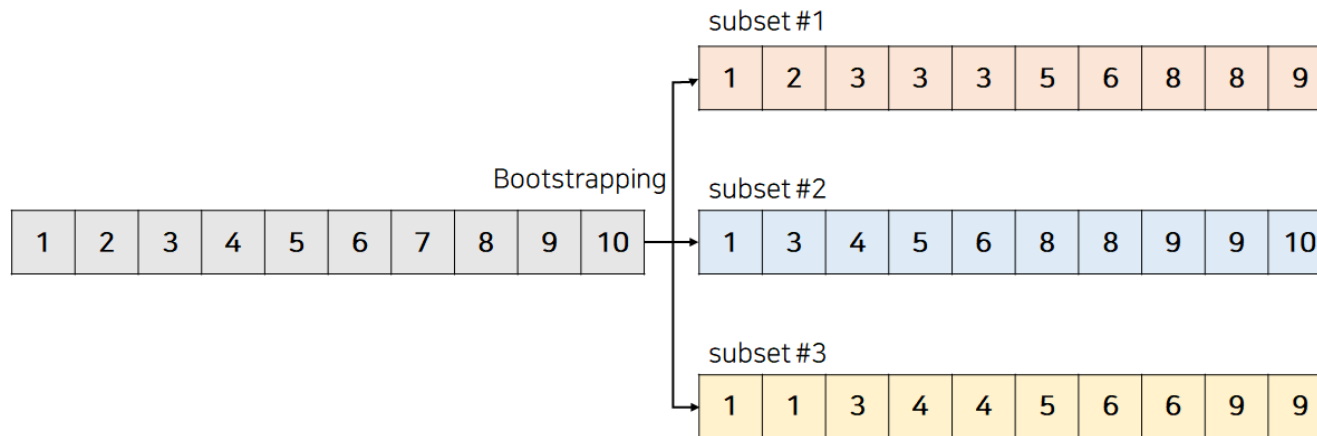 subset #1
1 2 3 3 3 5 6 8 8 9
Bootstrapping
subset #2
1 2 3 4 5 6 7 8 9 10
1 3 4 5 6 8 8 9 9 10
subset #3
1 1 3 4 4 5 6 6 9 9